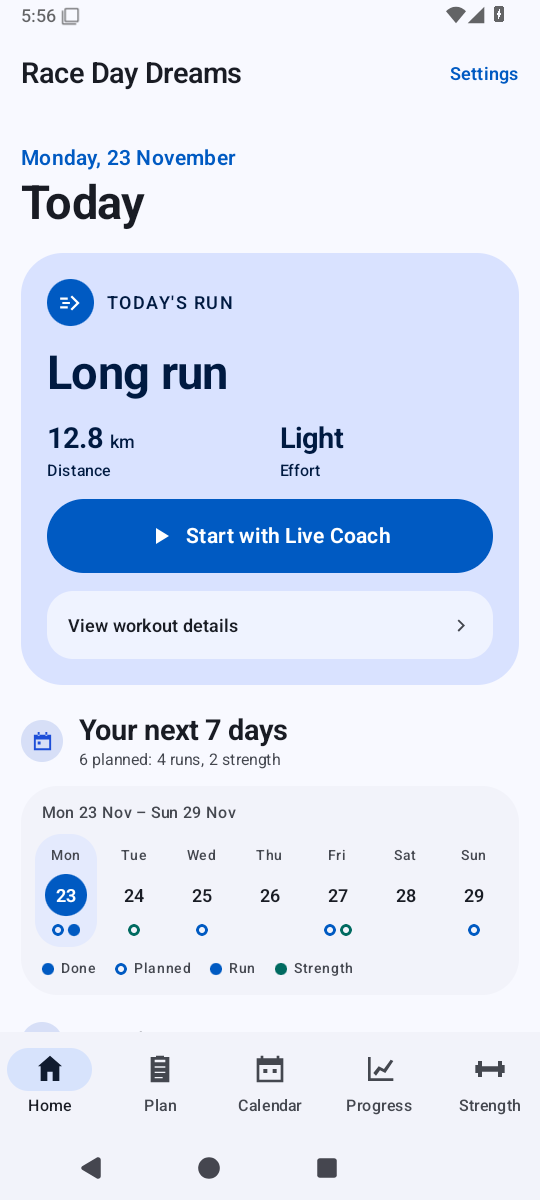 5:56
Race Day Dreams
Settings
Monday, 23 November
Today
TODAY'S RUN
Long run
12.8 km
Light
Distance
Effort
Start with Live Coach
View workout details
Your next 7 days
6 planned: 4 runs, 2 strength
Mon 23 Nov – Sun 29 Nov
Mon Tue Wed Thu Fri Sat Sun
23 24 25 26 27 28 29
Done Planned Run Strength
Home Plan Calendar Progress Strength